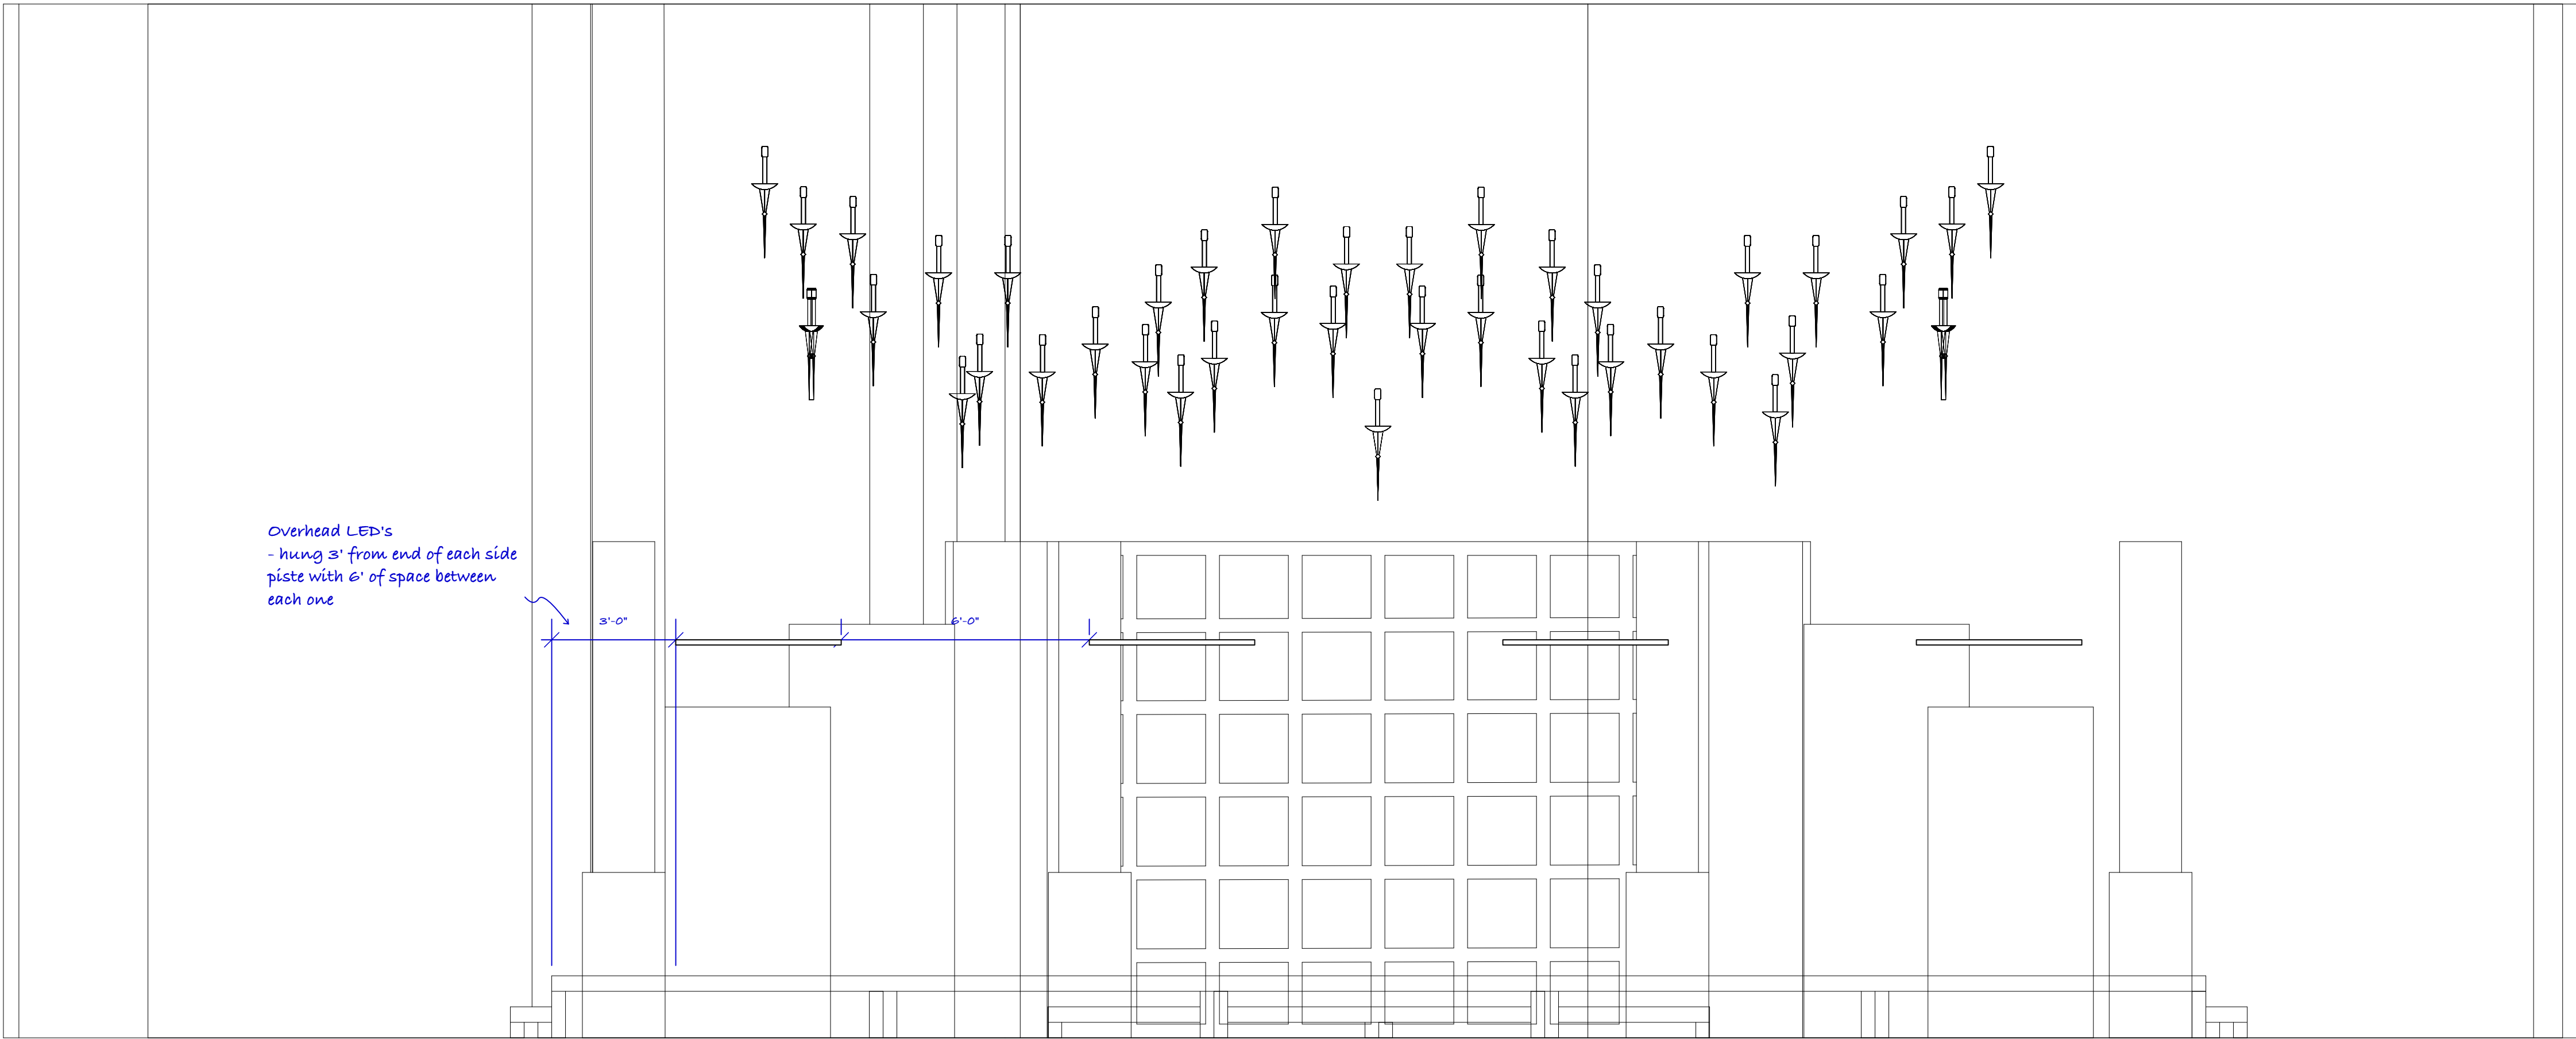 Overhead LED's
- hung 3' from end of each side
piste with 6' of space between
each one
3'-0"
6'-0"